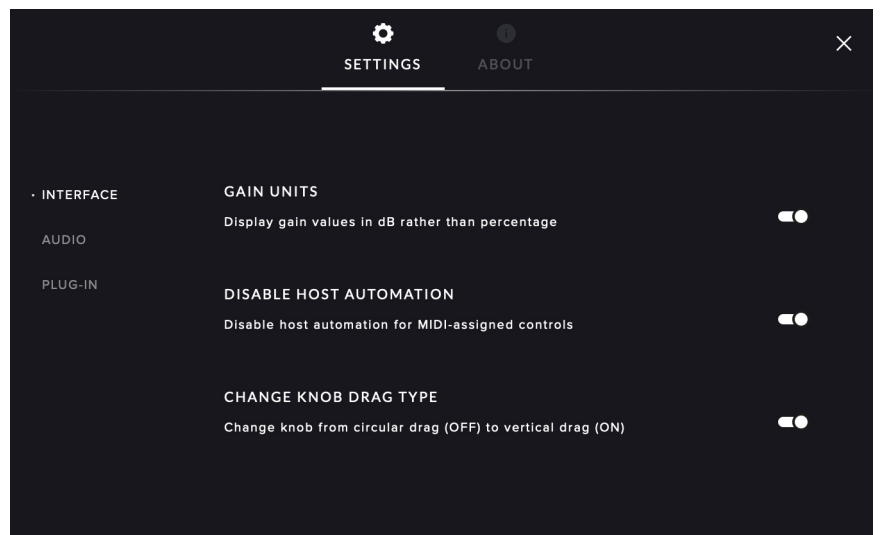 SETTINGS
ABOUT
INTERFACE
AUDIO
PLUG-IN
GAIN UNITS
Display gain values in dB rather than percentage
DISABLE HOST AUTOMATION
Disable host automation for MIDI-assigned controls
CHANGE KNOB DRAG TYPE
Change knob from circular drag (OFF) to vertical drag (ON)